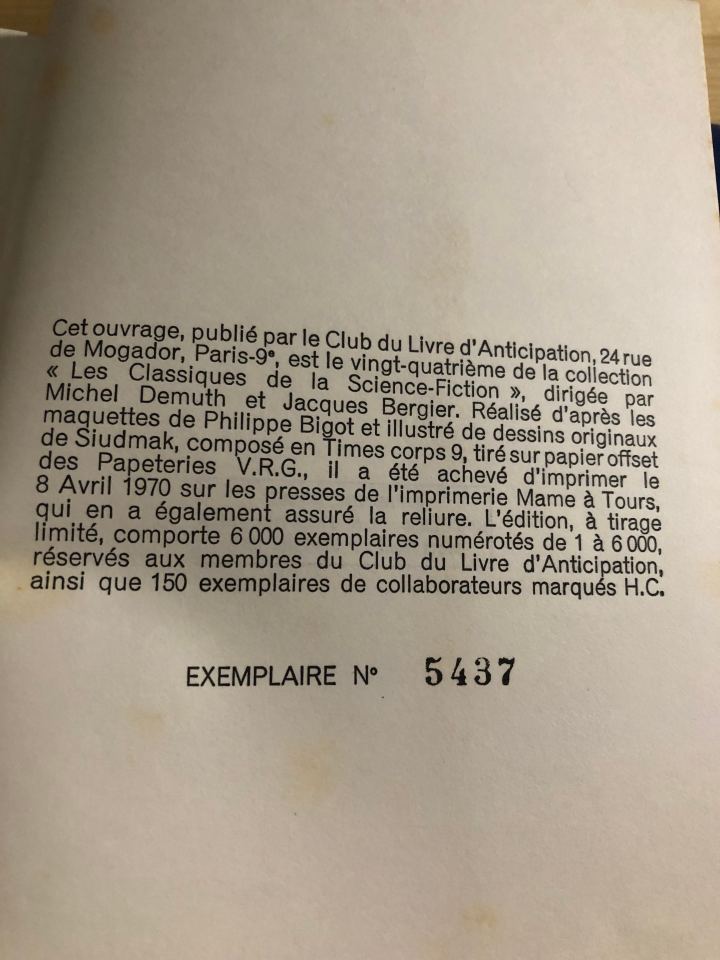 Cet ouvrage, publié par le Club du Livre d'Anticipation, 24 rue
de Mogador, Paris-9ᵉ, est le vingt-quatrième de la collection
« Les Classiques de la Science-Fiction », dirigée par
Michel Demuth et Jacques Bergier. Réalisé d'après les
maquettes de Philippe Bigot et illustré de dessins originaux
de Siudmak, composé en Times corps 9, tiré sur papier offset
des Papeteries V.R.G., il a été achevé d'imprimer le
8 Avril 1970 sur les presses de l'imprimerie Mame à Tours,
qui en a également assuré la reliure. L'édition, à tirage
limité, comporte 6 000 exemplaires numérotés de 1 à 6 000,
réservés aux membres du Club du Livre d'Anticipation,
ainsi que 150 exemplaires de collaborateurs marqués H.C.
EXEMPLAIRE N° 5437